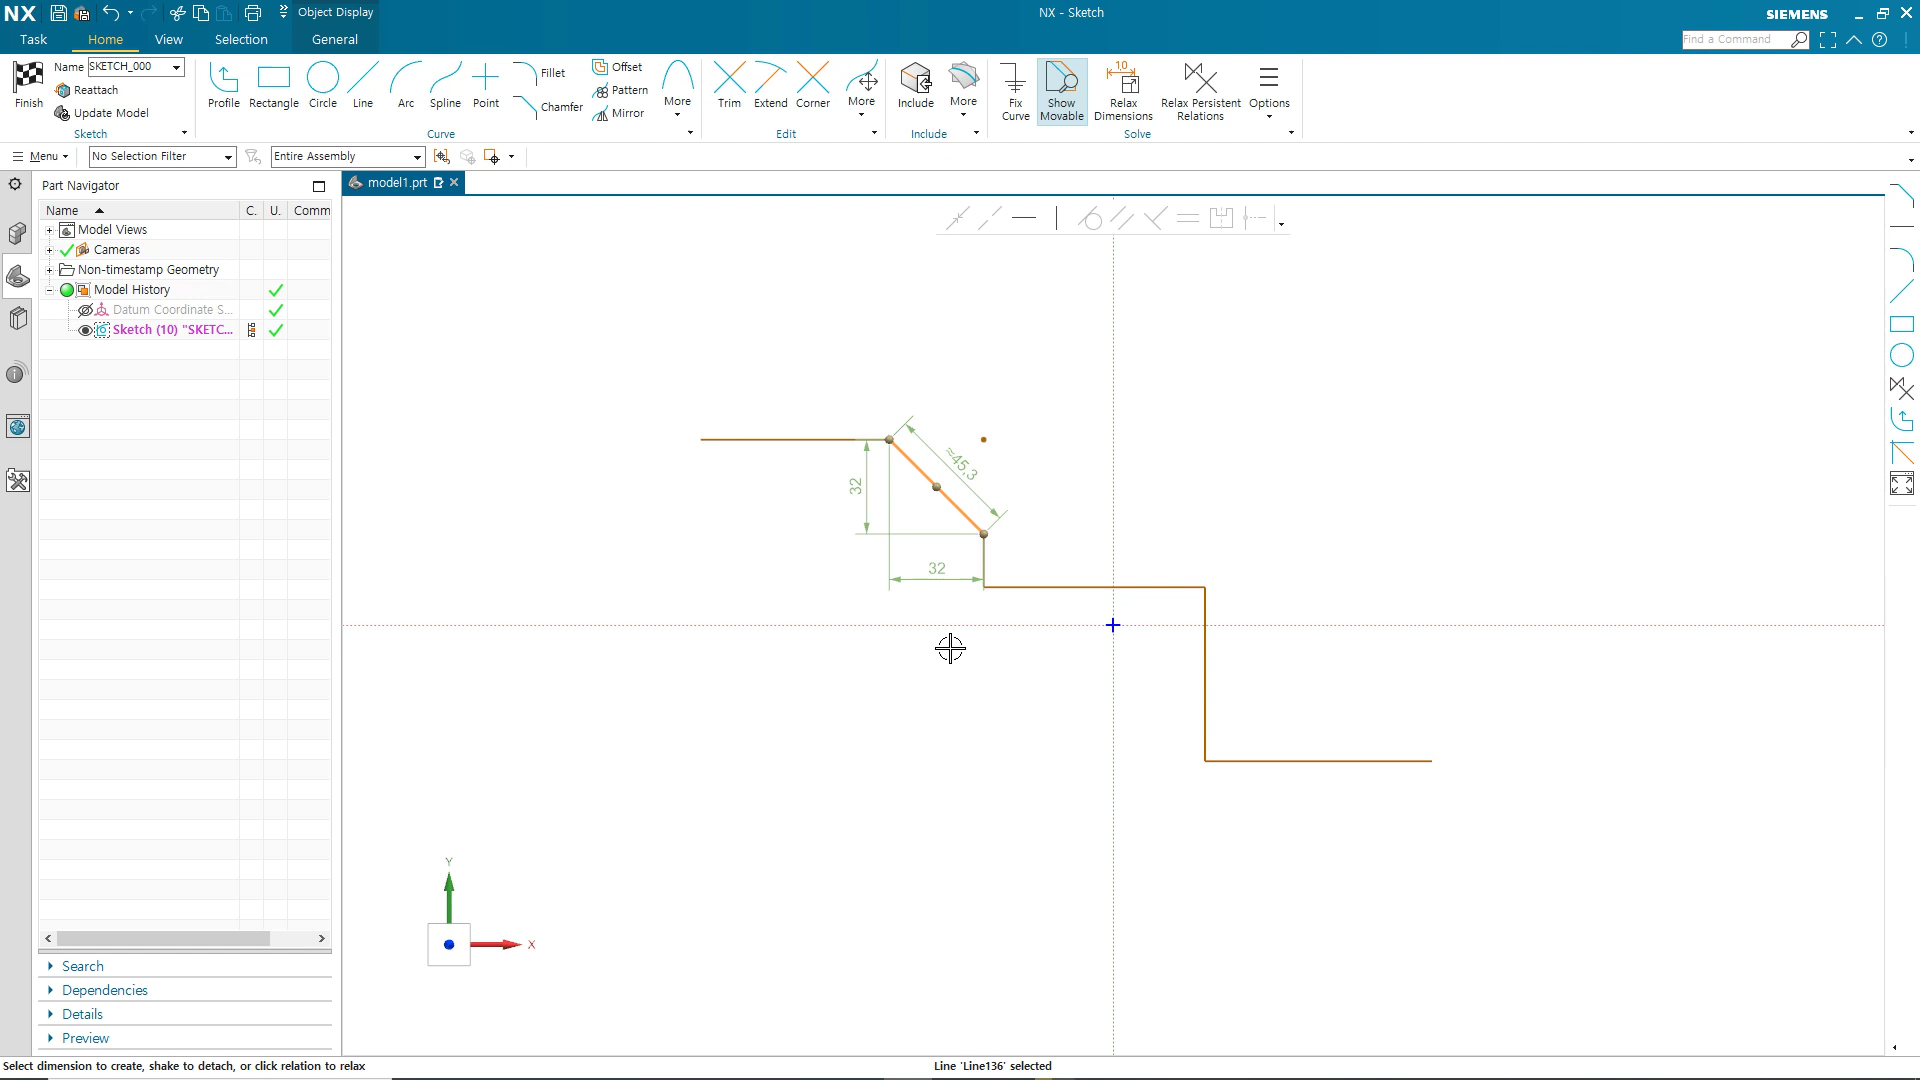 NX
Object Display
NX - Sketch
SIEMENS
Task
Home
View
Selection
General
Find a Command
Finish
Name
SKETCH_000
Reattach
Update Model
Sketch
Profile
Rectangle
Circle
Line
Arc
Spline
Point
Fillet
Chamfer
Offset
Pattern
Mirror
More
Curve
Trim
Extend
Corner
More
Edit
Include
More
Include
Fix
Curve
Show
Movable
1,0
Relax
Dimensions
Relax Persistent
Relations
Options
Solve
Menu
No Selection Filter
Entire Assembly
Part Navigator
model1.prt
Name
C.
U.
Comm
Model Views
Cameras
Non-timestamp Geometry
Model History
Datum Coordinate S...
Sketch (10) "SKETC...
≈45,3
32
32
Y
X
Search
Dependencies
Details
Preview
Select dimension to create, shake to detach, or click relation to relax
Line 'Line136' selected